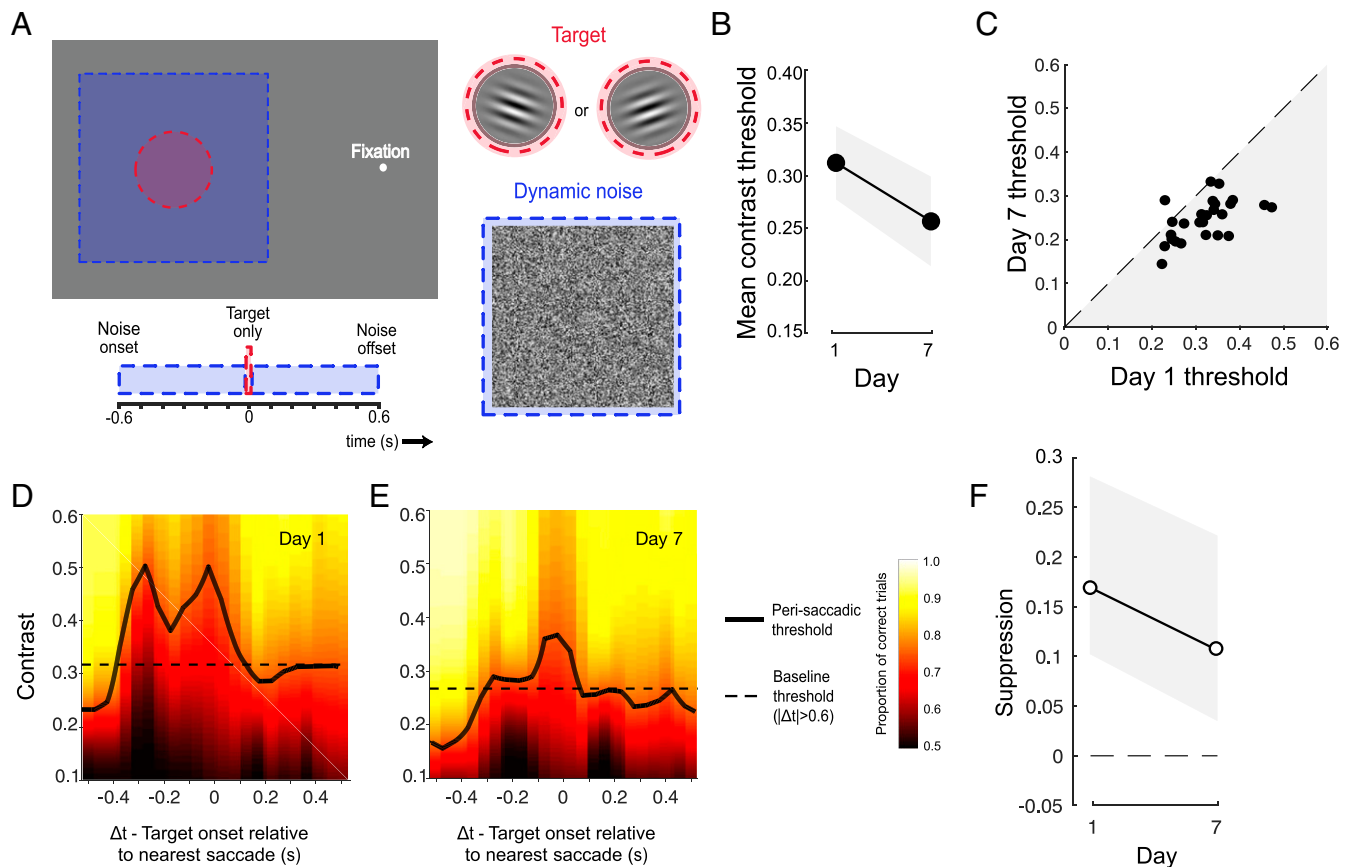 A
Fixation
Noise
onset
Target
only
Noise
offset
-0.6
0
0.6
time (s)
Target
or
Dynamic noise
B
Mean contrast threshold
0.40
0.35
0.30
0.25
0.20
0.15
1
7
Day
C
Day 7 threshold
0.6
0.5
0.4
0.3
0.2
0.1
0
0
0.1
0.2
0.3
0.4
0.5
0.6
Day 1 threshold
D
Contrast
0.6
0.5
0.4
0.3
0.2
0.1
Day 1
-0.4
-0.2
0
0.2
0.4
Δt - Target onset relative
to nearest saccade (s)
E
0.6
0.5
0.4
0.3
0.2
0.1
Day 7
-0.4
-0.2
0
0.2
0.4
Δt - Target onset relative
to nearest saccade (s)
Peri-saccadic
threshold
Baseline
threshold
(|Δt|>0.6)
Proportion of correct trials
1.0
0.9
0.8
0.7
0.6
0.5
F
Suppression
0.3
0.25
0.2
0.15
0.1
0.05
0
-0.05
1
7
Day